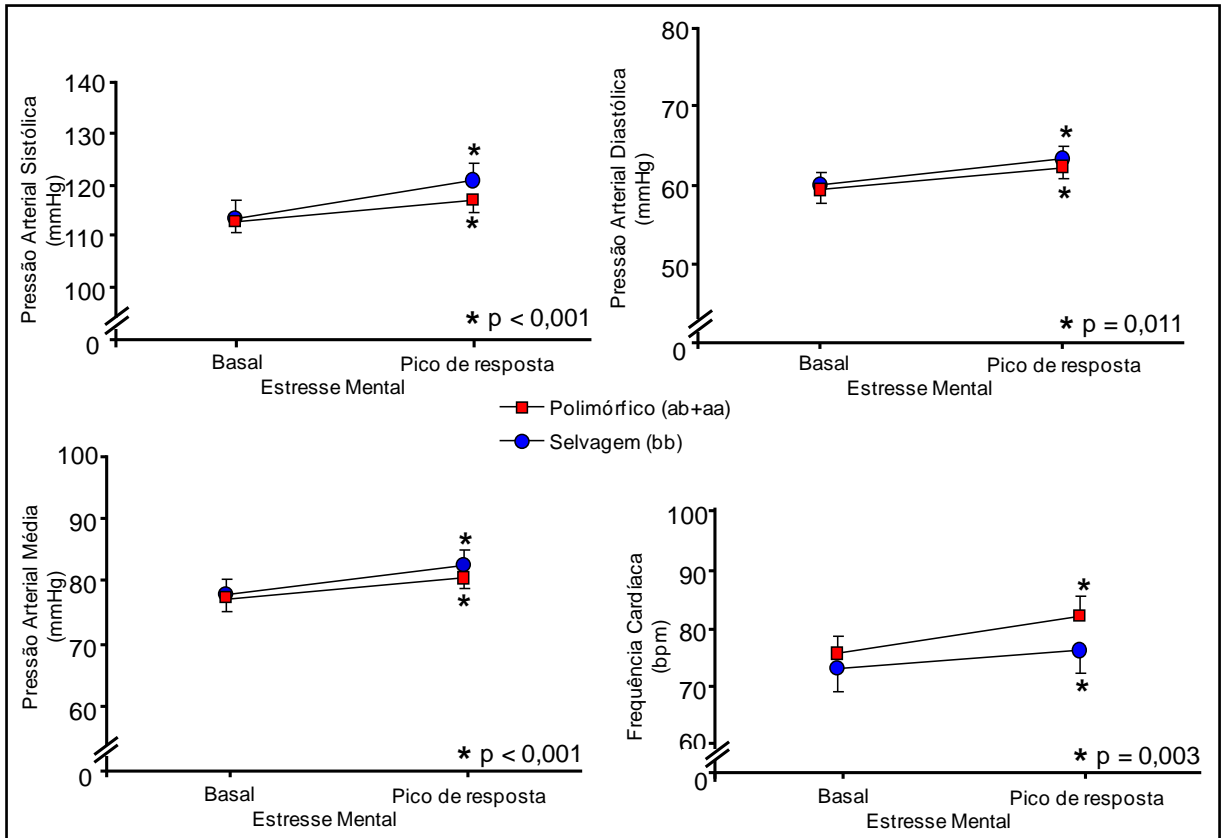 140
130
120
110
100
0
Pressão Arterial Sistólica
(mmHg)
*
*
* p < 0,001
Basal
Pico de resposta
Estresse Mental
80
70
60
50
0
Pressão Arterial Diastólica
(mmHg)
*
*
* p = 0,011
Basal
Pico de resposta
Estresse Mental
Polimórfico (ab+aa)
Selvagem (bb)
100
90
80
70
60
0
Pressão Arterial Média
(mmHg)
*
*
* p < 0,001
Basal
Pico de resposta
Estresse Mental
100
90
80
70
60
0
Frequência Cardíaca
(bpm)
*
*
* p = 0,003
Basal
Pico de resposta
Estresse Mental